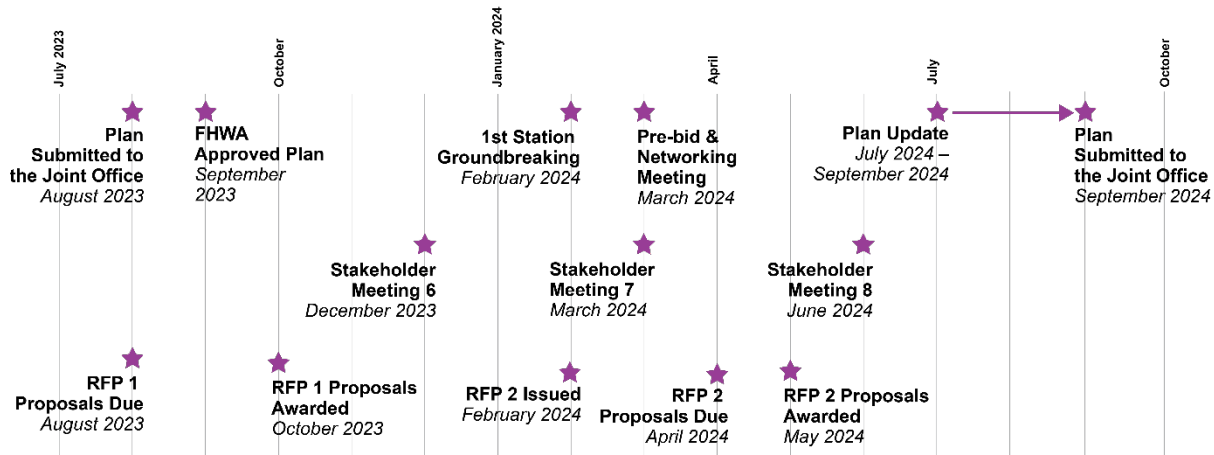 July 2023
October
January 2024
April
July
October
Plan
Submitted to
the Joint Office
August 2023
FHWA
Approved Plan
September
2023
1st Station
Groundbreaking
February 2024
Pre-bid &
Networking
Meeting
March 2024
Plan Update
July 2024 –
September 2024
Plan
Submitted to
the Joint Office
September 2024
Stakeholder
Meeting 6
December 2023
Stakeholder
Meeting 7
March 2024
Stakeholder
Meeting 8
June 2024
RFP 1
Proposals Due
August 2023
RFP 1 Proposals
Awarded
October 2023
RFP 2 Issued
February 2024
RFP 2
Proposals Due
April 2024
RFP 2 Proposals
Awarded
May 2024